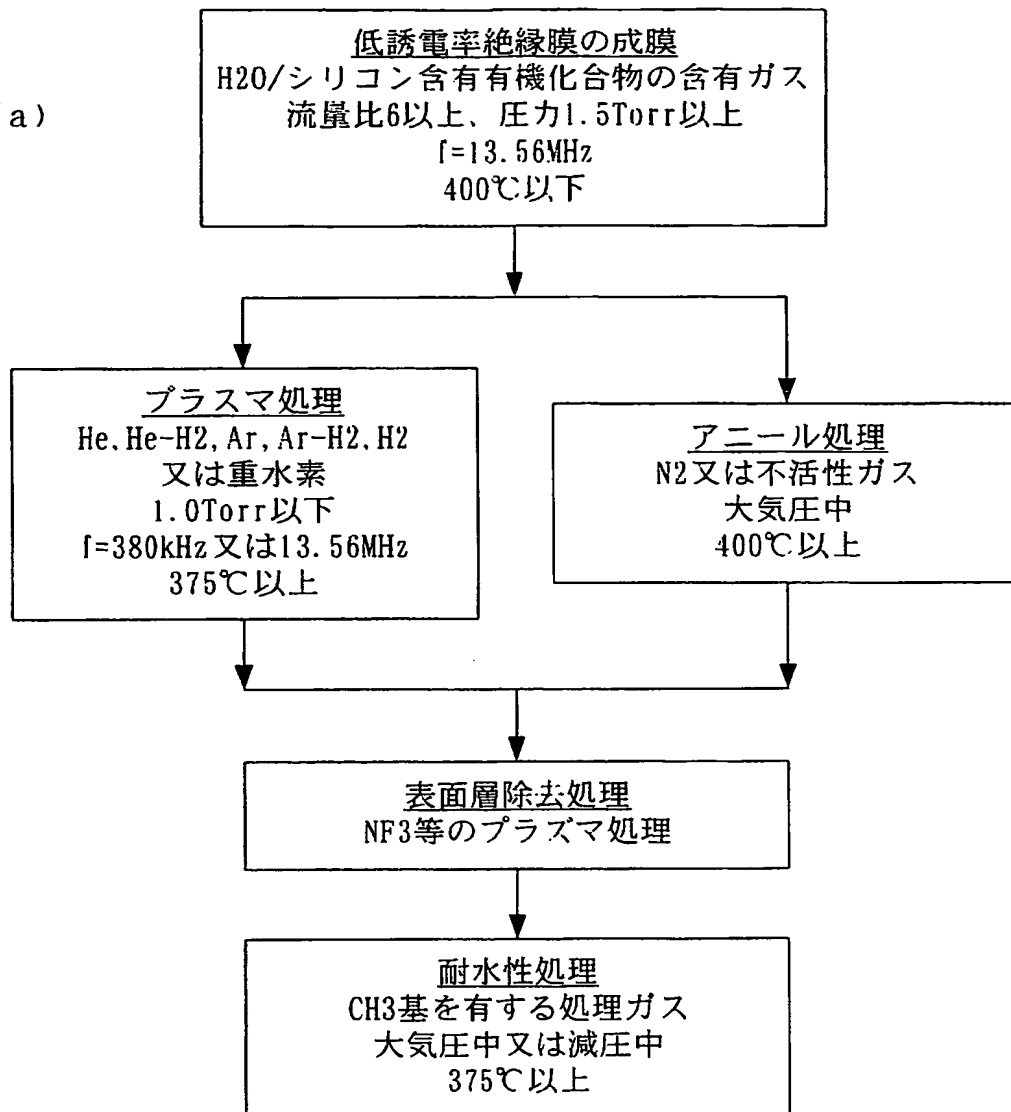 a)
低誘電率絶縁膜の成膜
H2O/シリコン含有有機化合物の含有ガス
流量比6以上、圧力1.5Torr以上
f=13.56MHz
400℃以下
プラスマ処理
He,He-H2,Ar,Ar-H2,H2
又は重水素
1.0Torr以下
f=380kHz又は13.56MHz
375℃以上
アニール処理
N2又は不活性ガス
大気圧中
400℃以上
表面層除去処理
NF3等のプラズマ処理
耐水性処理
CH3基を有する処理ガス
大気圧中又は減圧中
375℃以上